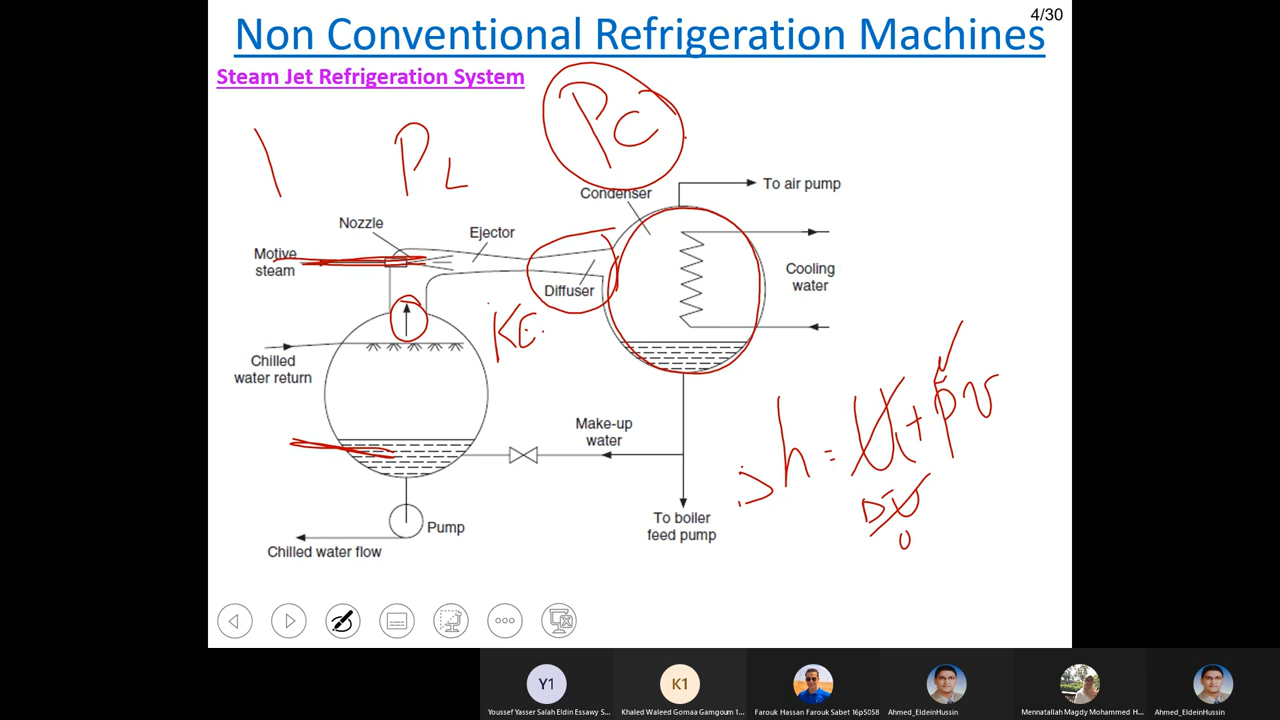 4/30
Non Conventional Refrigeration Machines
Steam Jet Refrigeration System
PC
PL
Condenser
To air pump
Nozzle
Ejector
Motive
steam
Cooling
water
Diffuser
KE.
Chilled
water return
Make-up
water
h = U + pv
To boiler
feed pump
Pump
Chilled water flow
Y1
K1
Youssef Yasser Salah Eldin Essawy S...
Khaled Waleed Gomaa Gamgoum 1...
Farouk Hassan Farouk Sabet 16p5058
Ahmed_EldeinHussin
Mennatallah Magdy Mohammed H...
Ahmed_EldeinHussin